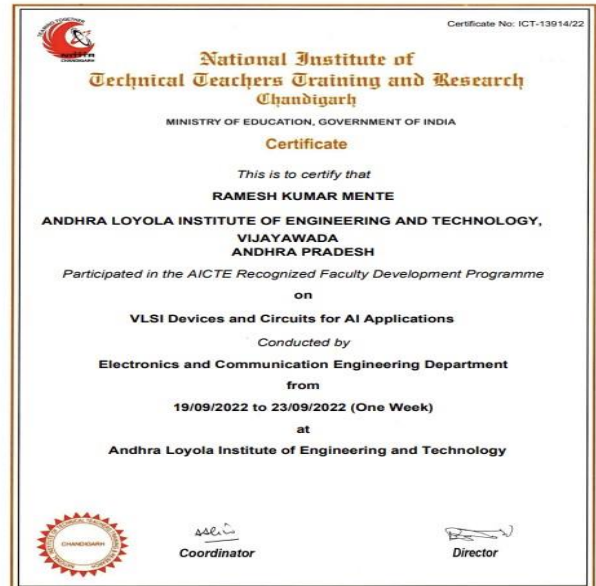 Certificate No: ICT-13914/22
National Institute of
Technical Teachers Training and Research
Chandigarh
MINISTRY OF EDUCATION, GOVERNMENT OF INDIA
Certificate
This is to certify that
RAMESH KUMAR MENTE
ANDHRA LOYOLA INSTITUTE OF ENGINEERING AND TECHNOLOGY,
VIJAYAWADA
ANDHRA PRADESH
Participated in the AICTE Recognized Faculty Development Programme
on
VLSI Devices and Circuits for AI Applications
Conducted by
Electronics and Communication Engineering Department
from
19/09/2022 to 23/09/2022 (One Week)
at
Andhra Loyola Institute of Engineering and Technology
CHANDIGARH
Coordinator
Director